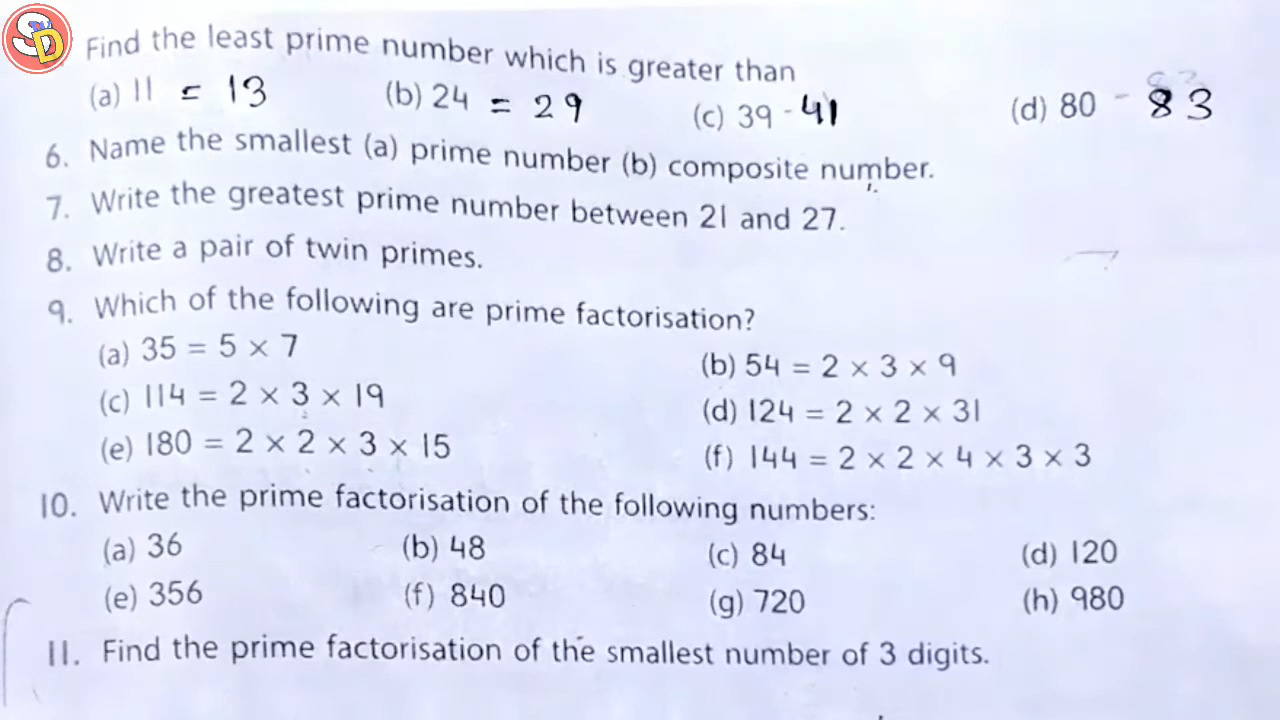 SD
Find the least prime number which is greater than
(a) 11 = 13 (b) 24 = 29 (c) 39 - 41 (d) 80 - 83
6. Name the smallest (a) prime number (b) composite number.
7. Write the greatest prime number between 21 and 27.
8. Write a pair of twin primes.
9. Which of the following are prime factorisation?
(a) 35 = 5 × 7 (b) 54 = 2 × 3 × 9
(c) 114 = 2 × 3 × 19 (d) 124 = 2 × 2 × 31
(e) 180 = 2 × 2 × 3 × 15 (f) 144 = 2 × 2 × 4 × 3 × 3
10. Write the prime factorisation of the following numbers:
(a) 36 (b) 48 (c) 84 (d) 120
(e) 356 (f) 840 (g) 720 (h) 980
11. Find the prime factorisation of the smallest number of 3 digits.